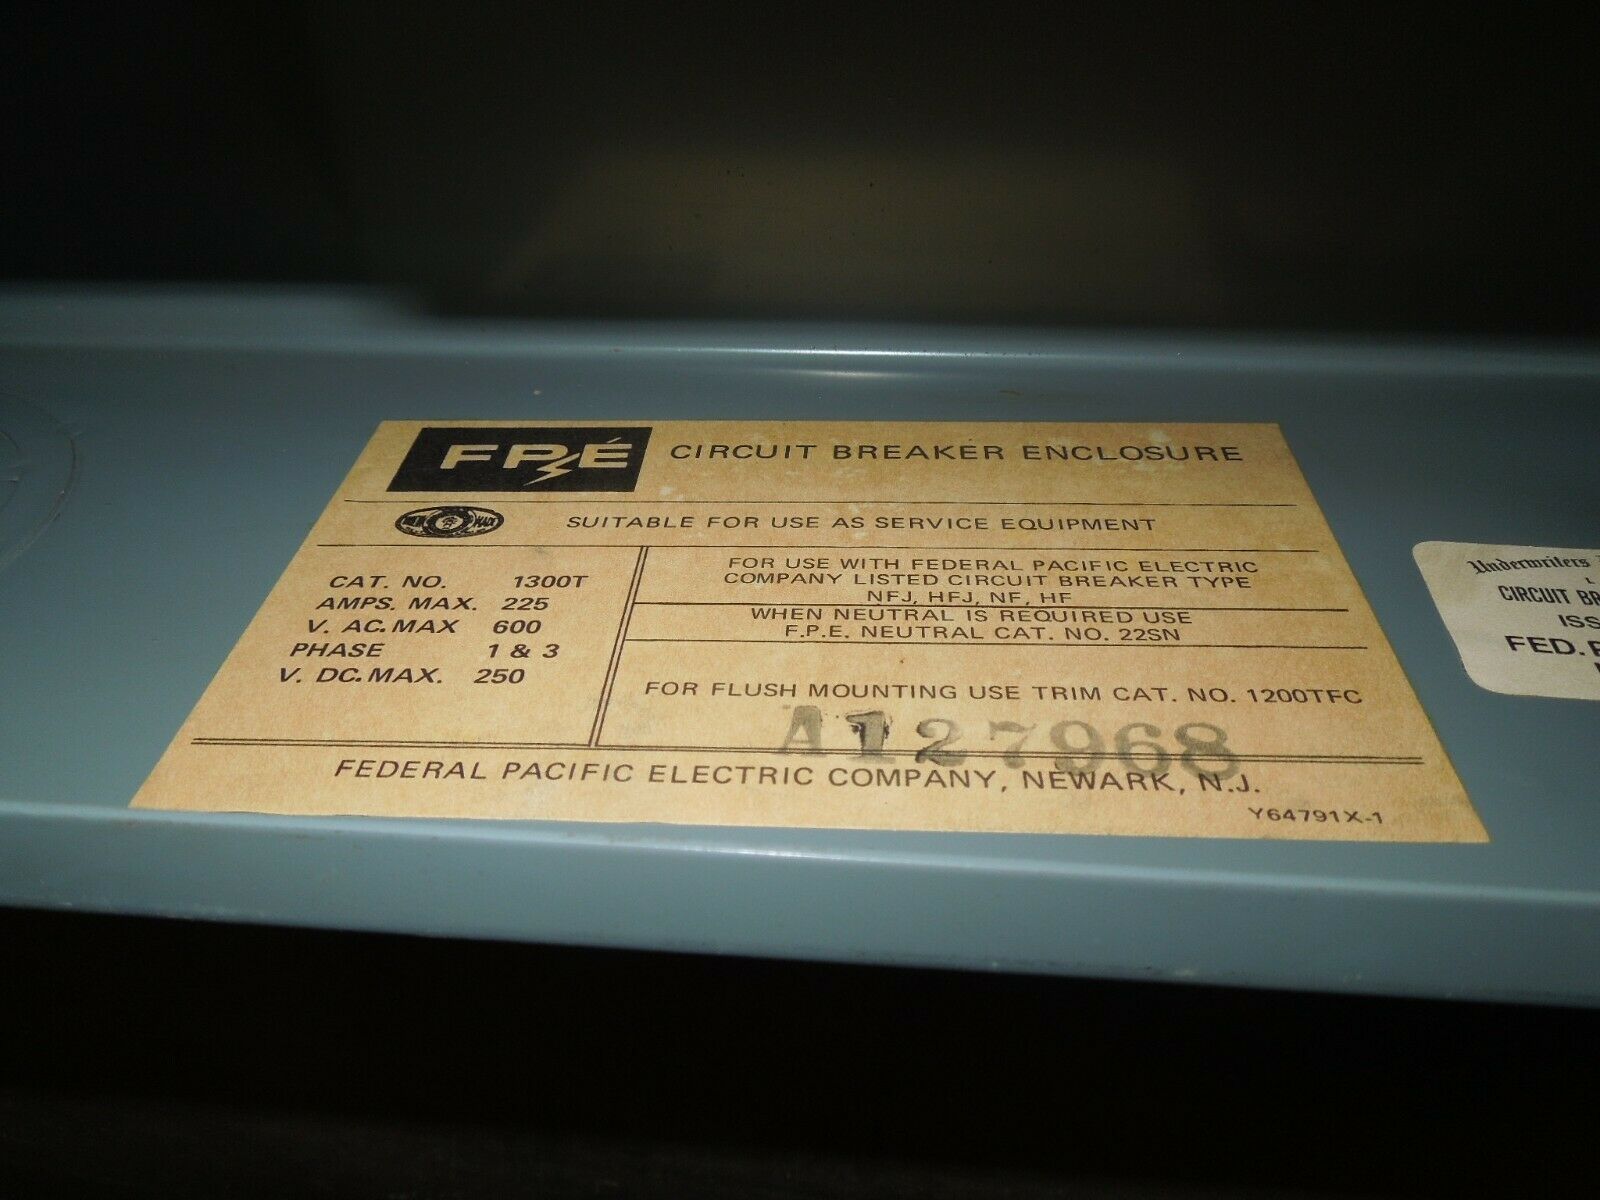 FPÉ CIRCUIT BREAKER ENCLOSURE
SUITABLE FOR USE AS SERVICE EQUIPMENT
CAT. NO. 1300T
AMPS. MAX. 225
V. AC. MAX 600
PHASE 1 & 3
V. DC. MAX. 250
FOR USE WITH FEDERAL PACIFIC ELECTRIC
COMPANY LISTED CIRCUIT BREAKER TYPE
NFJ, HFJ, NF, HF
WHEN NEUTRAL IS REQUIRED USE
F.P.E. NEUTRAL CAT. NO. 22SN
FOR FLUSH MOUNTING USE TRIM CAT. NO. 1200TFC
A127968
FEDERAL PACIFIC ELECTRIC COMPANY, NEWARK, N.J.
Y64791X-1
Underwriters
L
CIRCUIT BR
ISS
FED. P